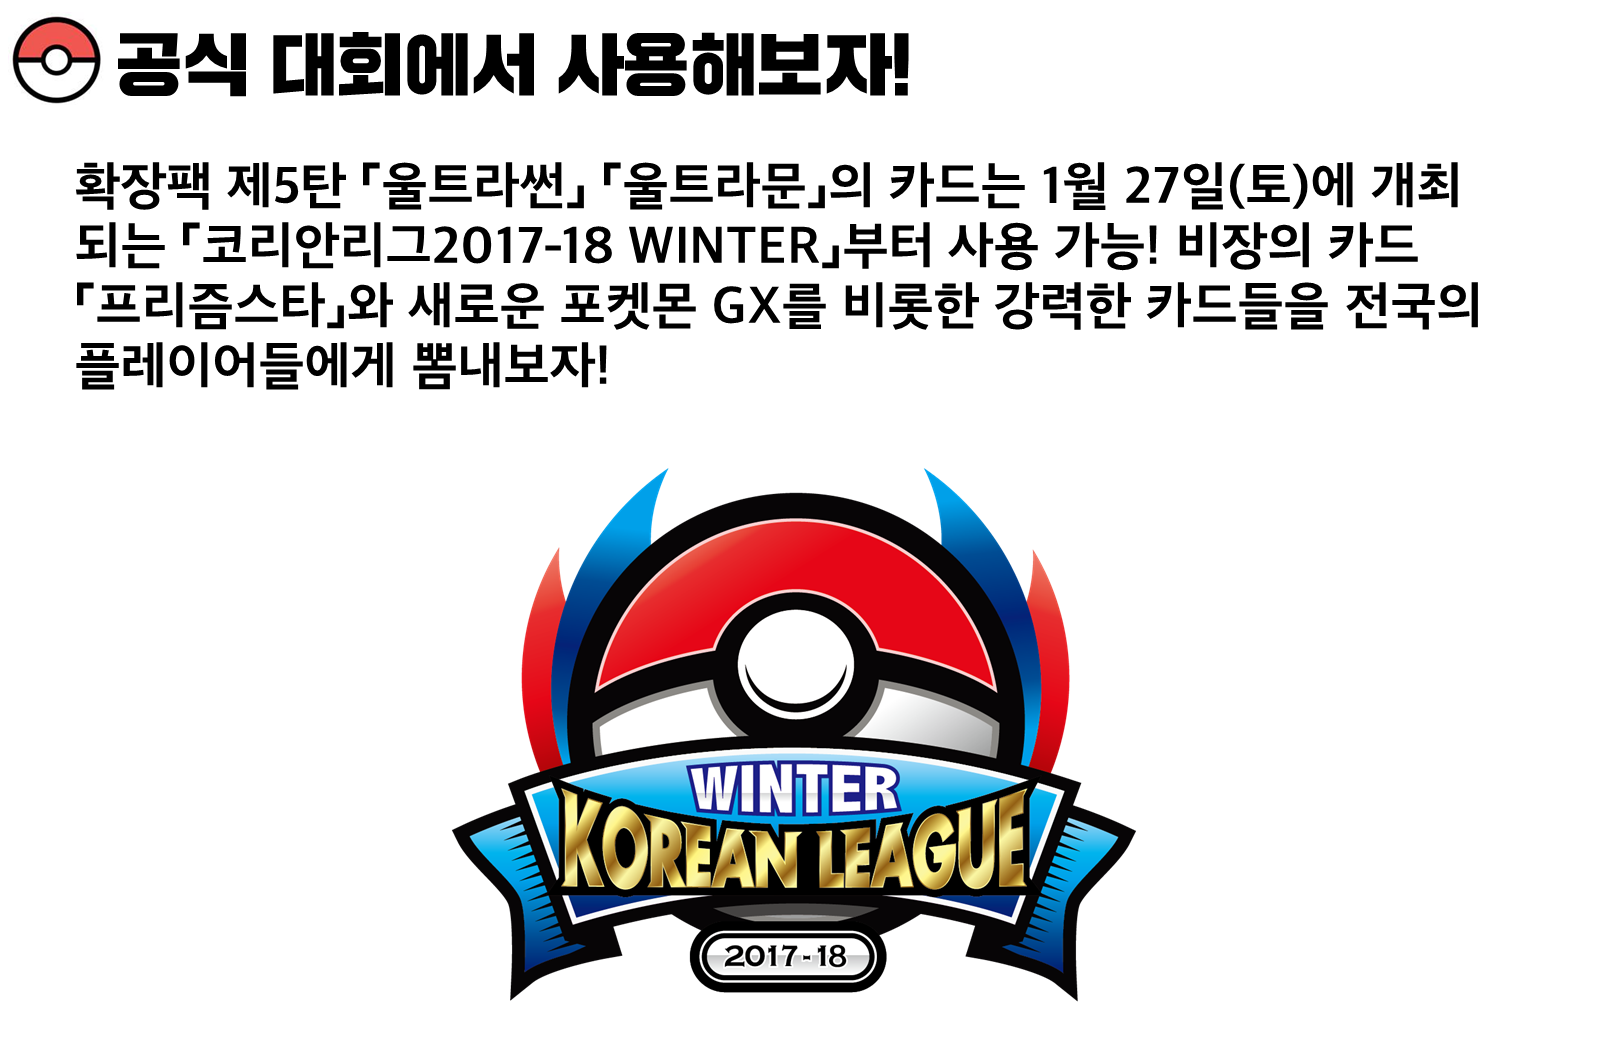 공식 대회에서 사용해보자!
확장팩 제5탄 「울트라썬」 「울트라문」의 카드는 1월 27일(토)에 개최
되는 「코리안리그2017-18 WINTER」부터 사용 가능! 비장의 카드
「프리즘스타」와 새로운 포켓몬 GX를 비롯한 강력한 카드들을 전국의
플레이어들에게 뽐내보자!
WINTER
KOREAN LEAGUE
2017-18